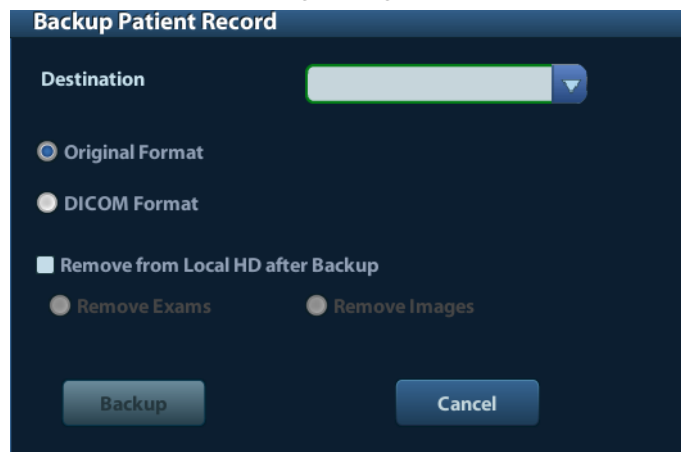 Backup Patient Record
Destination
Original Format
DICOM Format
Remove from Local HD after Backup
Remove Exams Remove Images
Backup Cancel